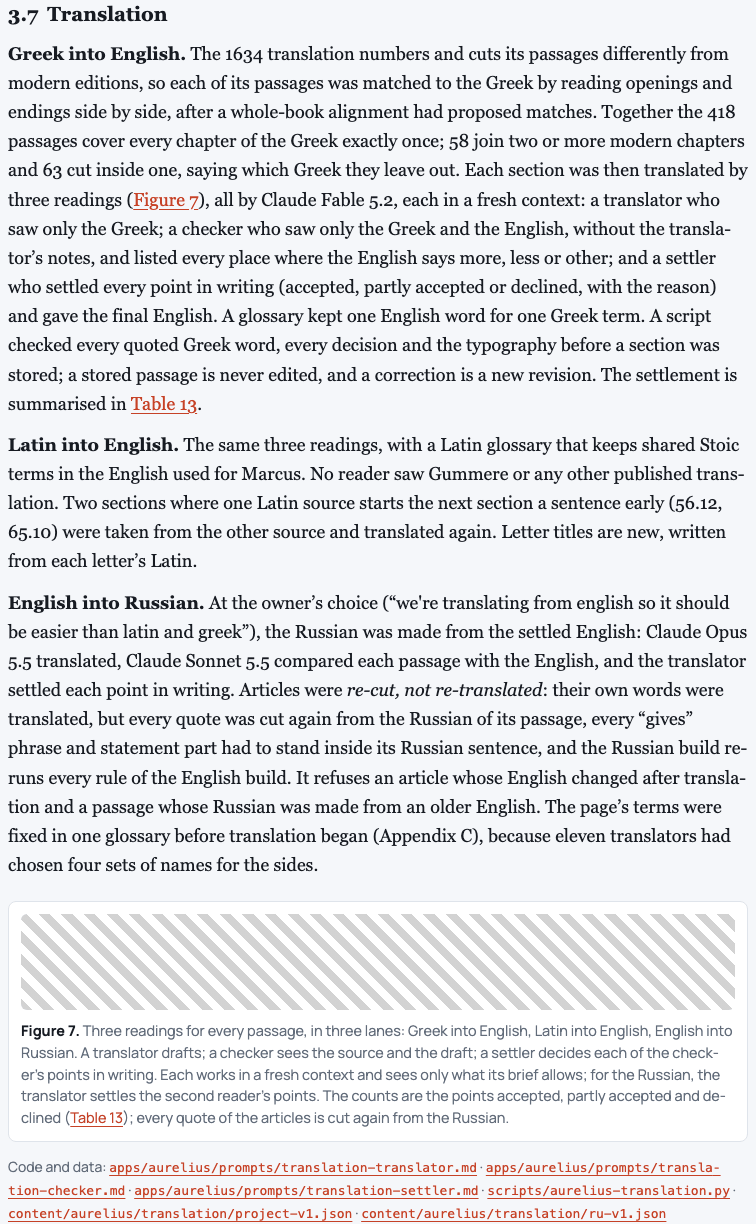 3.7 Translation
Greek into English. The 1634 translation numbers and cuts its passages differently from
modern editions, so each of its passages was matched to the Greek by reading openings and
endings side by side, after a whole-book alignment had proposed matches. Together the 418
passages cover every chapter of the Greek exactly once; 58 join two or more modern chapters
and 63 cut inside one, saying which Greek they leave out. Each section was then translated by
three readings (Figure 7), all by Claude Fable 5.2, each in a fresh context: a translator who
saw only the Greek; a checker who saw only the Greek and the English, without the transla-
tor’s notes, and listed every place where the English says more, less or other; and a settler
who settled every point in writing (accepted, partly accepted or declined, with the reason)
and gave the final English. A glossary kept one English word for one Greek term. A script
checked every quoted Greek word, every decision and the typography before a section was
stored; a stored passage is never edited, and a correction is a new revision. The settlement is
summarised in Table 13.
Latin into English. The same three readings, with a Latin glossary that keeps shared Stoic
terms in the English used for Marcus. No reader saw Gummere or any other published trans-
lation. Two sections where one Latin source starts the next section a sentence early (56.12,
65.10) were taken from the other source and translated again. Letter titles are new, written
from each letter’s Latin.
English into Russian. At the owner’s choice (“we're translating from english so it should
be easier than latin and greek”), the Russian was made from the settled English: Claude Opus
5.5 translated, Claude Sonnet 5.5 compared each passage with the English, and the translator
settled each point in writing. Articles were re-cut, not re-translated: their own words were
translated, but every quote was cut again from the Russian of its passage, every “gives”
phrase and statement part had to stand inside its Russian sentence, and the Russian build re-
runs every rule of the English build. It refuses an article whose English changed after transla-
tion and a passage whose Russian was made from an older English. The page’s terms were
fixed in one glossary before translation began (Appendix C), because eleven translators had
chosen four sets of names for the sides.
Figure 7. Three readings for every passage, in three lanes: Greek into English, Latin into English, English into
Russian. A translator drafts; a checker sees the source and the draft; a settler decides each of the check-
er’s points in writing. Each works in a fresh context and sees only what its brief allows; for the Russian, the
translator settles the second reader’s points. The counts are the points accepted, partly accepted and de-
clined (Table 13); every quote of the articles is cut again from the Russian.
Code and data: apps/aurelius/prompts/translation-translator.md · apps/aurelius/prompts/transla-
tion-checker.md · apps/aurelius/prompts/translation-settler.md · scripts/aurelius-translation.py ·
content/aurelius/translation/project-v1.json · content/aurelius/translation/ru-v1.json